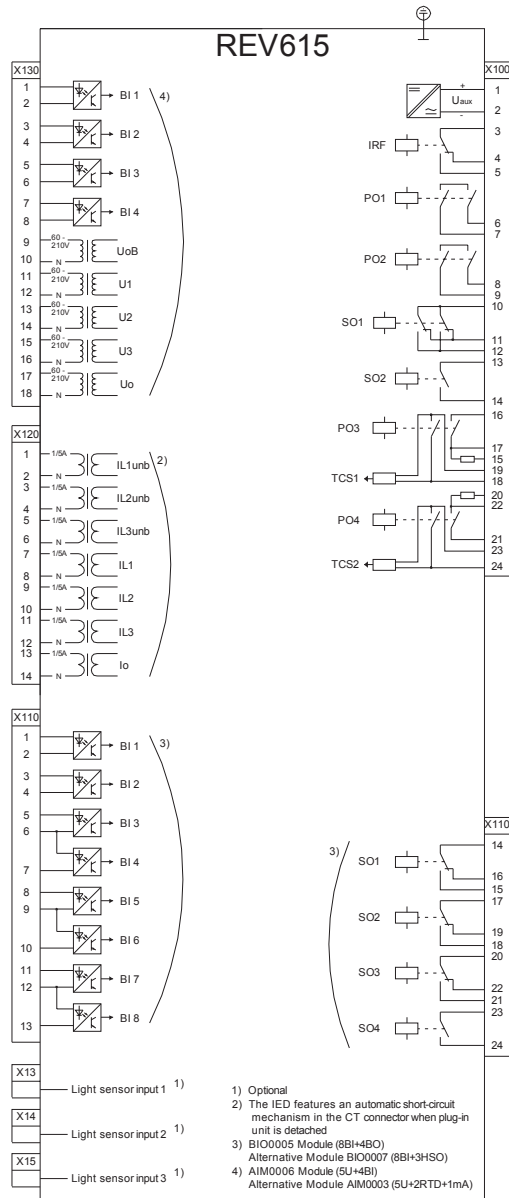 REV615
X130
1
2
BI 1
4)
3
4
BI 2
5
6
BI 3
7
8
BI 4
9
60 -
210V
10
N
UoB
11
60 -
210V
12
N
U1
13
60 -
210V
14
N
U2
15
60 -
210V
16
N
U3
17
60 -
210V
18
N
Uo
X120
1
1/5A
2
N
IL1unb
2)
3
1/5A
4
N
IL2unb
5
1/5A
6
N
IL3unb
7
1/5A
8
N
IL1
9
1/5A
10
N
IL2
11
1/5A
12
N
IL3
13
1/5A
14
N
Io
X110
1
2
BI 1
3)
3
4
BI 2
5
6
BI 3
7
BI 4
8
9
BI 5
10
BI 6
11
12
BI 7
13
BI 8
X13
Light sensor input 1 1)
X14
Light sensor input 2 1)
X15
Light sensor input 3 1)
X100
+
Uaux
-
1
2
IRF
3
4
5
PO1
6
7
PO2
8
9
SO1
10
11
12
SO2
13
14
PO3
16
17
15
19
TCS1
18
20
22
PO4
21
23
TCS2
24
X110
3)
SO1
14
16
15
SO2
17
19
18
SO3
20
22
21
SO4
23
24
1) Optional
2) The IED features an automatic short-circuit
mechanism in the CT connector when plug-in
unit is detached
3) BIO0005 Module (8BI+4BO)
Alternative Module BIO0007 (8BI+3HSO)
4) AIM0006 Module (5U+4BI)
Alternative Module AIM0003 (5U+2RTD+1mA)